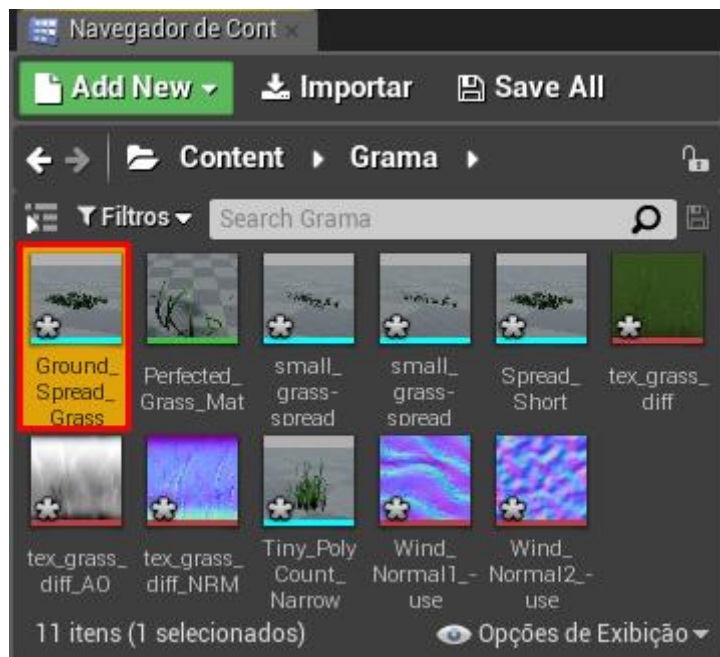 Navegador de Cont
Add New Importar Save All
Content Grama
Filtros Search Grama
Ground_
Spread_
Grass
Perfected_
Grass_Mat
small_
grass-
spread
small_
grass-
spread
Spread_
Short
tex_grass_
diff
tex_grass_
diff_AO
tex_grass_
diff_NRM
Tiny_Poly
Count_
Narrow
Wind_
Normal1_-
use
Wind_
Normal2_-
use
11 itens (1 selecionados) Opções de Exibição